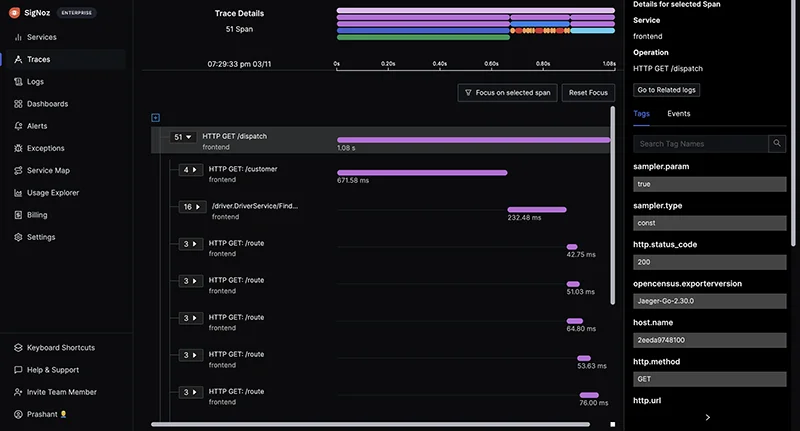 SigNoz ENTERPRISE
Services
Traces
Logs
Dashboards
Alerts
Exceptions
Service Map
Usage Explorer
Billing
Settings
Keyboard Shortcuts
Help & Support
Invite Team Member
Prashant
Trace Details
51 Span
07:29:33 pm 03/11
0s 0.20s 0.40s 0.60s 0.80s 1.08s
Focus on selected span
Reset Focus
51 HTTP GET /dispatch
frontend
1.08 s
4 HTTP GET: /customer
frontend
671.58 ms
16 /driver.DriverService/Find...
frontend
232.48 ms
3 HTTP GET: /route
frontend
42.75 ms
3 HTTP GET: /route
frontend
51.03 ms
3 HTTP GET: /route
frontend
64.80 ms
3 HTTP GET: /route
frontend
53.63 ms
3 HTTP GET: /route
frontend
76.00 ms
Details for selected Span
Service
frontend
Operation
HTTP GET /dispatch
Go to Related logs
Tags Events
Search Tag Names
sampler.param
true
sampler.type
const
http.status_code
200
opencensus.exporterversion
Jaeger-Go-2.30.0
host.name
2eeda9748100
http.method
GET
http.url